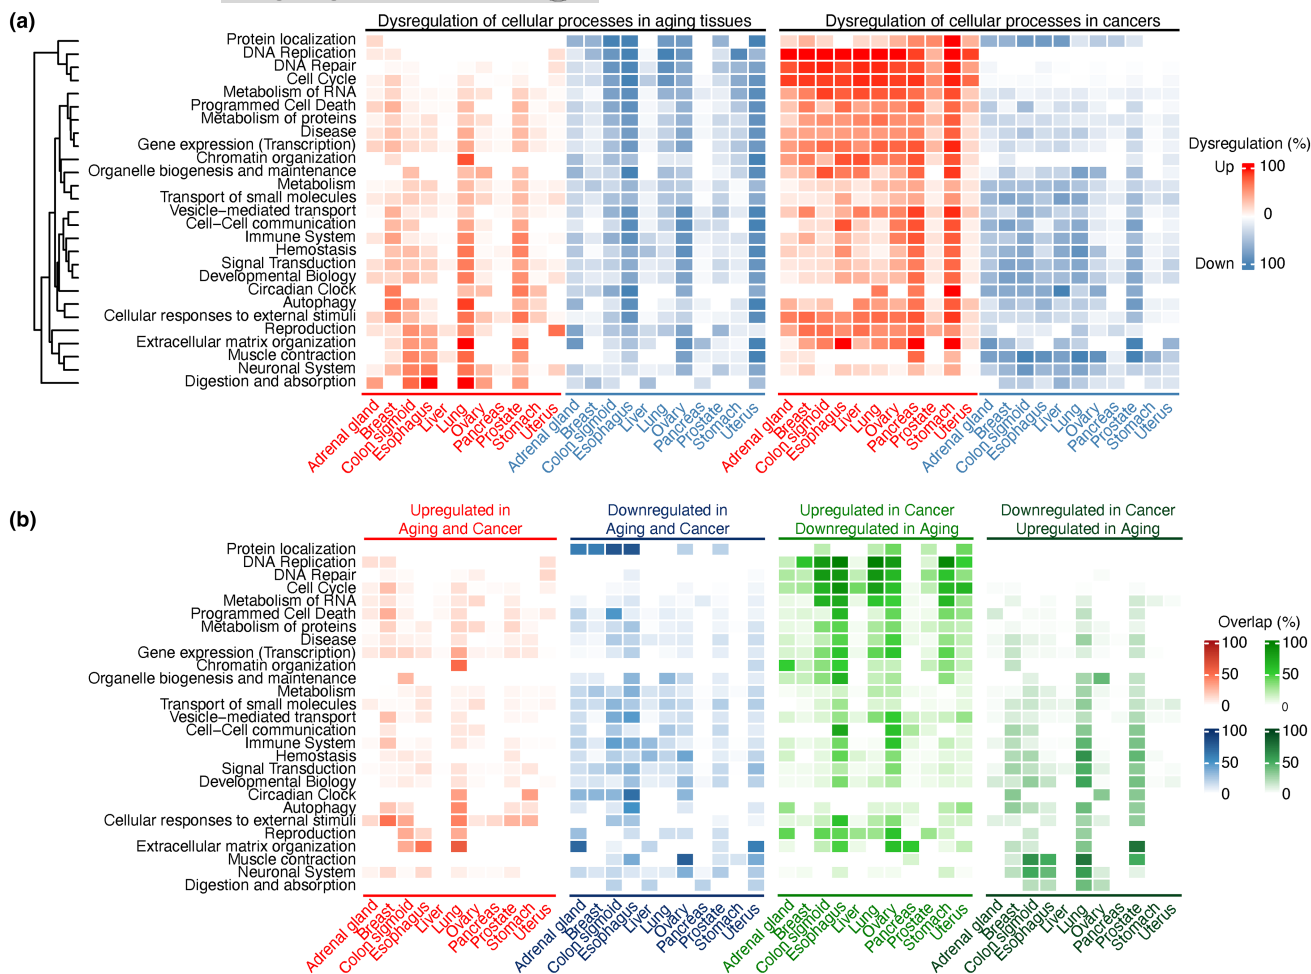 (a)
Dysregulation of cellular processes in aging tissues
Dysregulation of cellular processes in cancers
Protein localization
DNA Replication
DNA Repair
Cell Cycle
Metabolism of RNA
Programmed Cell Death
Metabolism of proteins
Disease
Gene expression (Transcription)
Chromatin organization
Organelle biogenesis and maintenance
Metabolism
Transport of small molecules
Vesicle−mediated transport
Cell−Cell communication
Immune System
Hemostasis
Signal Transduction
Developmental Biology
Circadian Clock
Autophagy
Cellular responses to external stimuli
Reproduction
Extracellular matrix organization
Muscle contraction
Neuronal System
Digestion and absorption
Dysregulation (%)
Up 100
0
Down 100
Adrenal gland
Breast
Colon sigmoid
Esophagus
Liver
Lung
Ovary
Pancreas
Prostate
Stomach
Uterus
Adrenal gland
Breast
Colon sigmoid
Esophagus
Liver
Lung
Ovary
Pancreas
Prostate
Stomach
Uterus
Adrenal gland
Breast
Colon sigmoid
Esophagus
Liver
Lung
Ovary
Pancreas
Prostate
Stomach
Uterus
Adrenal gland
Breast
Colon sigmoid
Esophagus
Liver
Lung
Ovary
Pancreas
Prostate
Stomach
Uterus
(b)
Upregulated in
Aging and Cancer
Downregulated in
Aging and Cancer
Upregulated in Cancer
Downregulated in Aging
Downregulated in Cancer
Upregulated in Aging
Protein localization
DNA Replication
DNA Repair
Cell Cycle
Metabolism of RNA
Programmed Cell Death
Metabolism of proteins
Disease
Gene expression (Transcription)
Chromatin organization
Organelle biogenesis and maintenance
Metabolism
Transport of small molecules
Vesicle−mediated transport
Cell−Cell communication
Immune System
Hemostasis
Signal Transduction
Developmental Biology
Circadian Clock
Autophagy
Cellular responses to external stimuli
Reproduction
Extracellular matrix organization
Muscle contraction
Neuronal System
Digestion and absorption
Overlap (%)
100 100
50 50
0 0
100 100
50 50
0 0
Adrenal gland
Breast
Colon sigmoid
Esophagus
Liver
Lung
Ovary
Pancreas
Prostate
Stomach
Uterus
Adrenal gland
Breast
Colon sigmoid
Esophagus
Liver
Lung
Ovary
Pancreas
Prostate
Stomach
Uterus
Adrenal gland
Breast
Colon sigmoid
Esophagus
Liver
Lung
Ovary
Pancreas
Prostate
Stomach
Uterus
Adrenal gland
Breast
Colon sigmoid
Esophagus
Liver
Lung
Ovary
Pancreas
Prostate
Stomach
Uterus